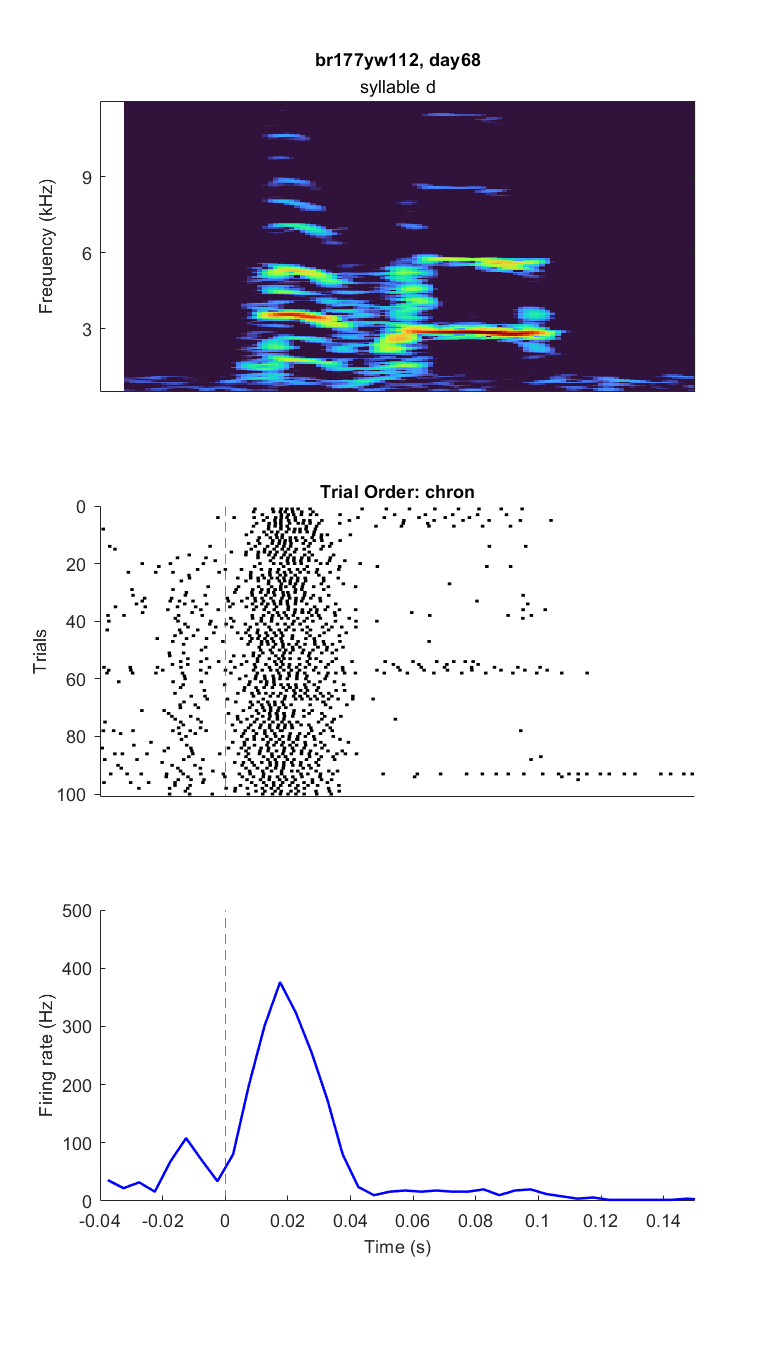 br177yw112, day68
syllable d
9
6
3
Frequency (kHz)
Trial Order: chron
0
20
40
60
80
100
Trials
500
400
300
200
100
0
Firing rate (Hz)
-0.04 -0.02 0 0.02 0.04 0.06 0.08 0.1 0.12 0.14
Time (s)